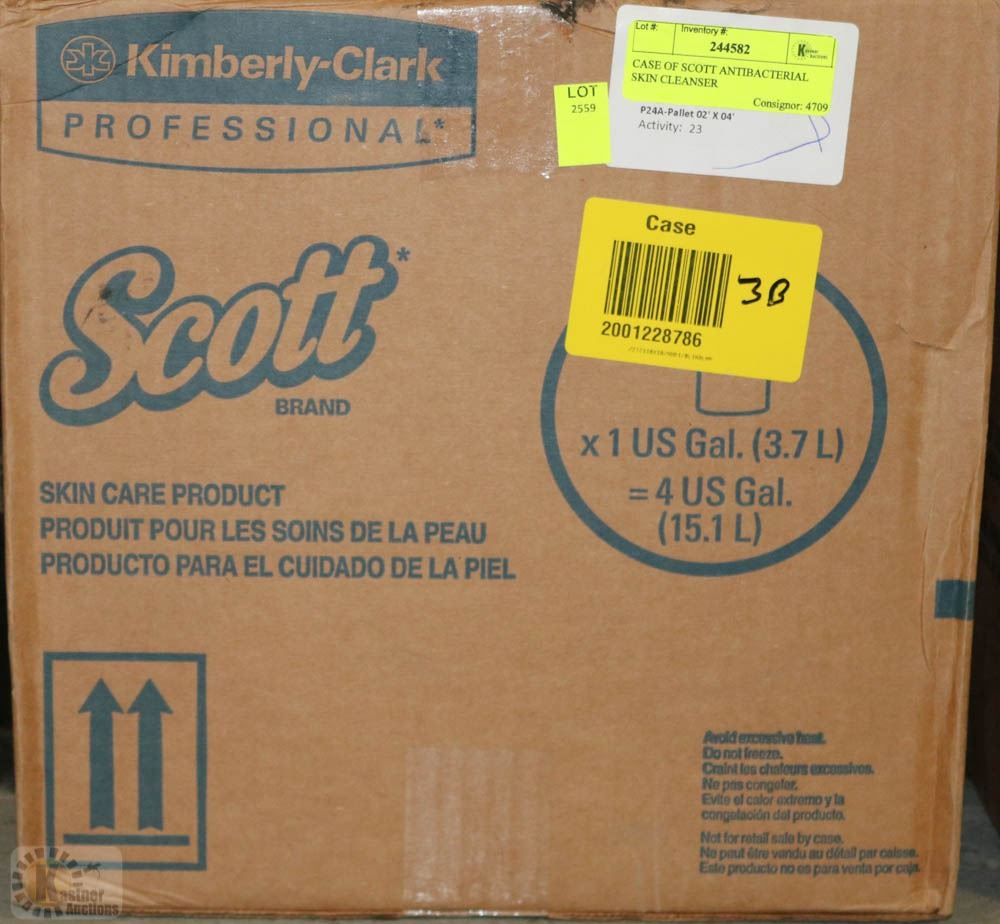 Kimberly-Clark
PROFESSIONAL*
Lot #:
Inventory #:
244582
CASE OF SCOTT ANTIBACTERIAL
SKIN CLEANSER
Consignor: 4709
P24A-Pallet 02' X 04'
Activity: 23
LOT
2559
Case
2001228786
3B
Scott*
BRAND
x 1 US Gal. (3.7 L)
= 4 US Gal.
(15.1 L)
SKIN CARE PRODUCT
PRODUIT POUR LES SOINS DE LA PEAU
PRODUCTO PARA EL CUIDADO DE LA PIEL
Avoid excessive heat.
Do not freeze.
Craint les chaleurs excessives.
Ne pas congeler.
Evite el calor extremo y la
congelación del producto.
Not for retail sale by case.
Ne peut être vendu au détail par caisse.
Este producto no es para venta por caja.
Kastner
Auctions